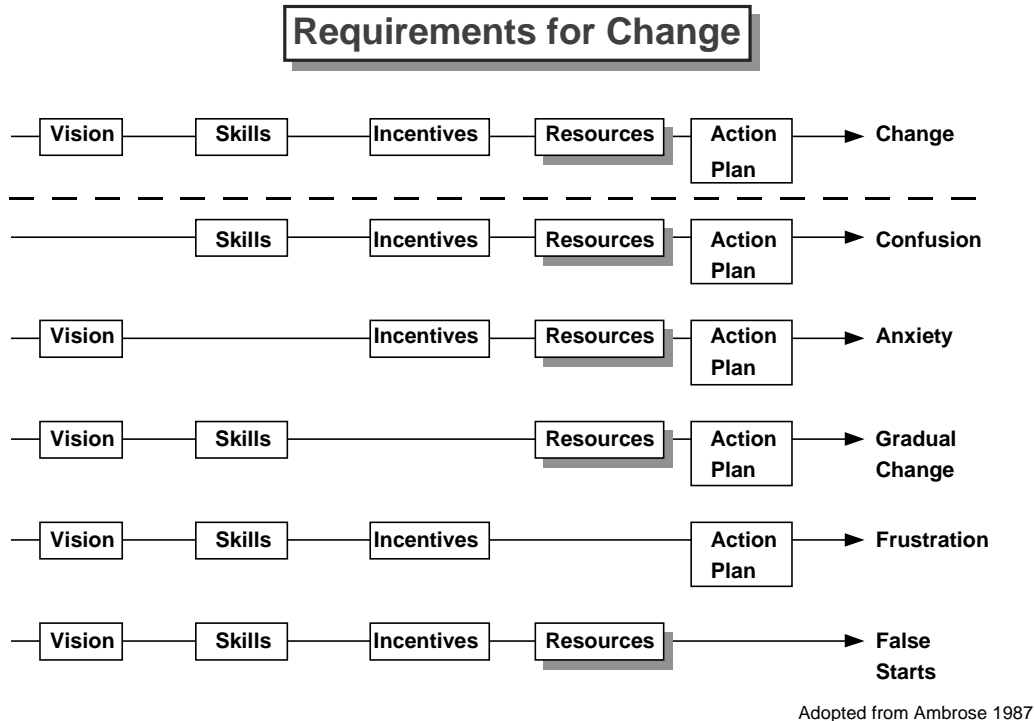 Requirements for Change
Vision Skills Incentives Resources Action Change
Plan
Skills Incentives Resources Action Confusion
Plan
Vision Incentives Resources Action Anxiety
Plan
Vision Skills Resources Action Gradual
Plan Change
Vision Skills Incentives Action Frustration
Plan
Vision Skills Incentives Resources False
Starts
Adopted from Ambrose 1987